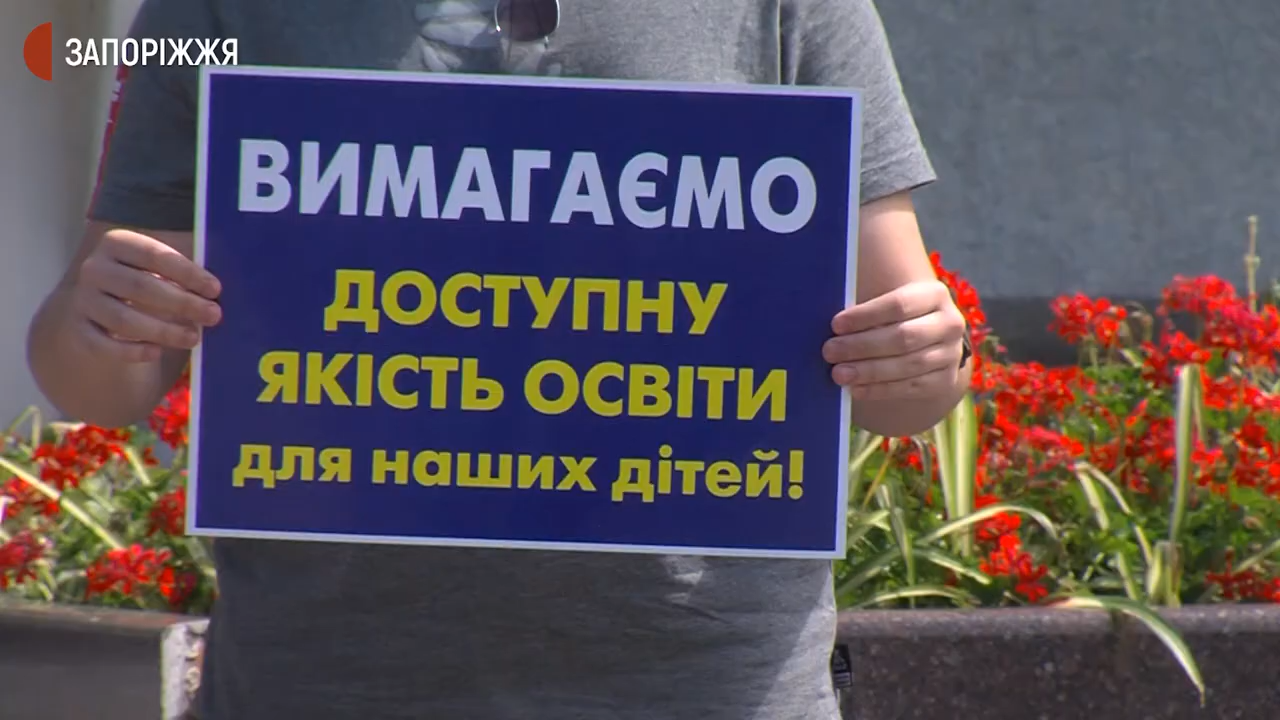 ЗАПОРІЖЖЯ
ВИМАГАЄМО
ДОСТУПНУ
ЯКІСТЬ ОСВІТИ
для наших дітей!